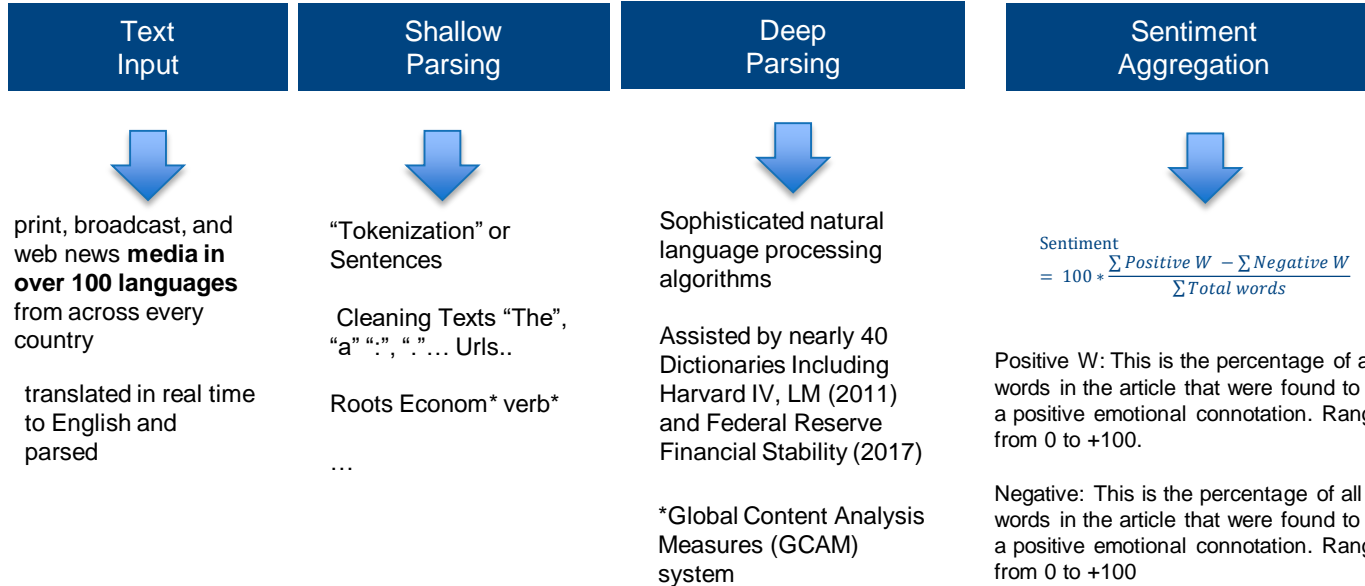 Text
Input
Shallow
Parsing
Deep
Parsing
Sentiment
Aggregation
print, broadcast, and
web news media in
over 100 languages
from across every
country
translated in real time
to English and
parsed
“Tokenization” or
Sentences
Cleaning Texts “The”,
“a” “:”, “.”… Urls..
Roots Econom* verb*
…
Sophisticated natural
language processing
algorithms
Assisted by nearly 40
Dictionaries Including
Harvard IV, LM (2011)
and Federal Reserve
Financial Stability (2017)
*Global Content Analysis
Measures (GCAM)
system
Sentiment
= 100 * (∑ Positive W − ∑ Negative W) / ∑ Total words
Positive W: This is the percentage of
words in the article that were found to
a positive emotional connotation.
from 0 to +100.
Negative: This is the percentage of all
words in the article that were found to
a positive emotional connotation.
from 0 to +100